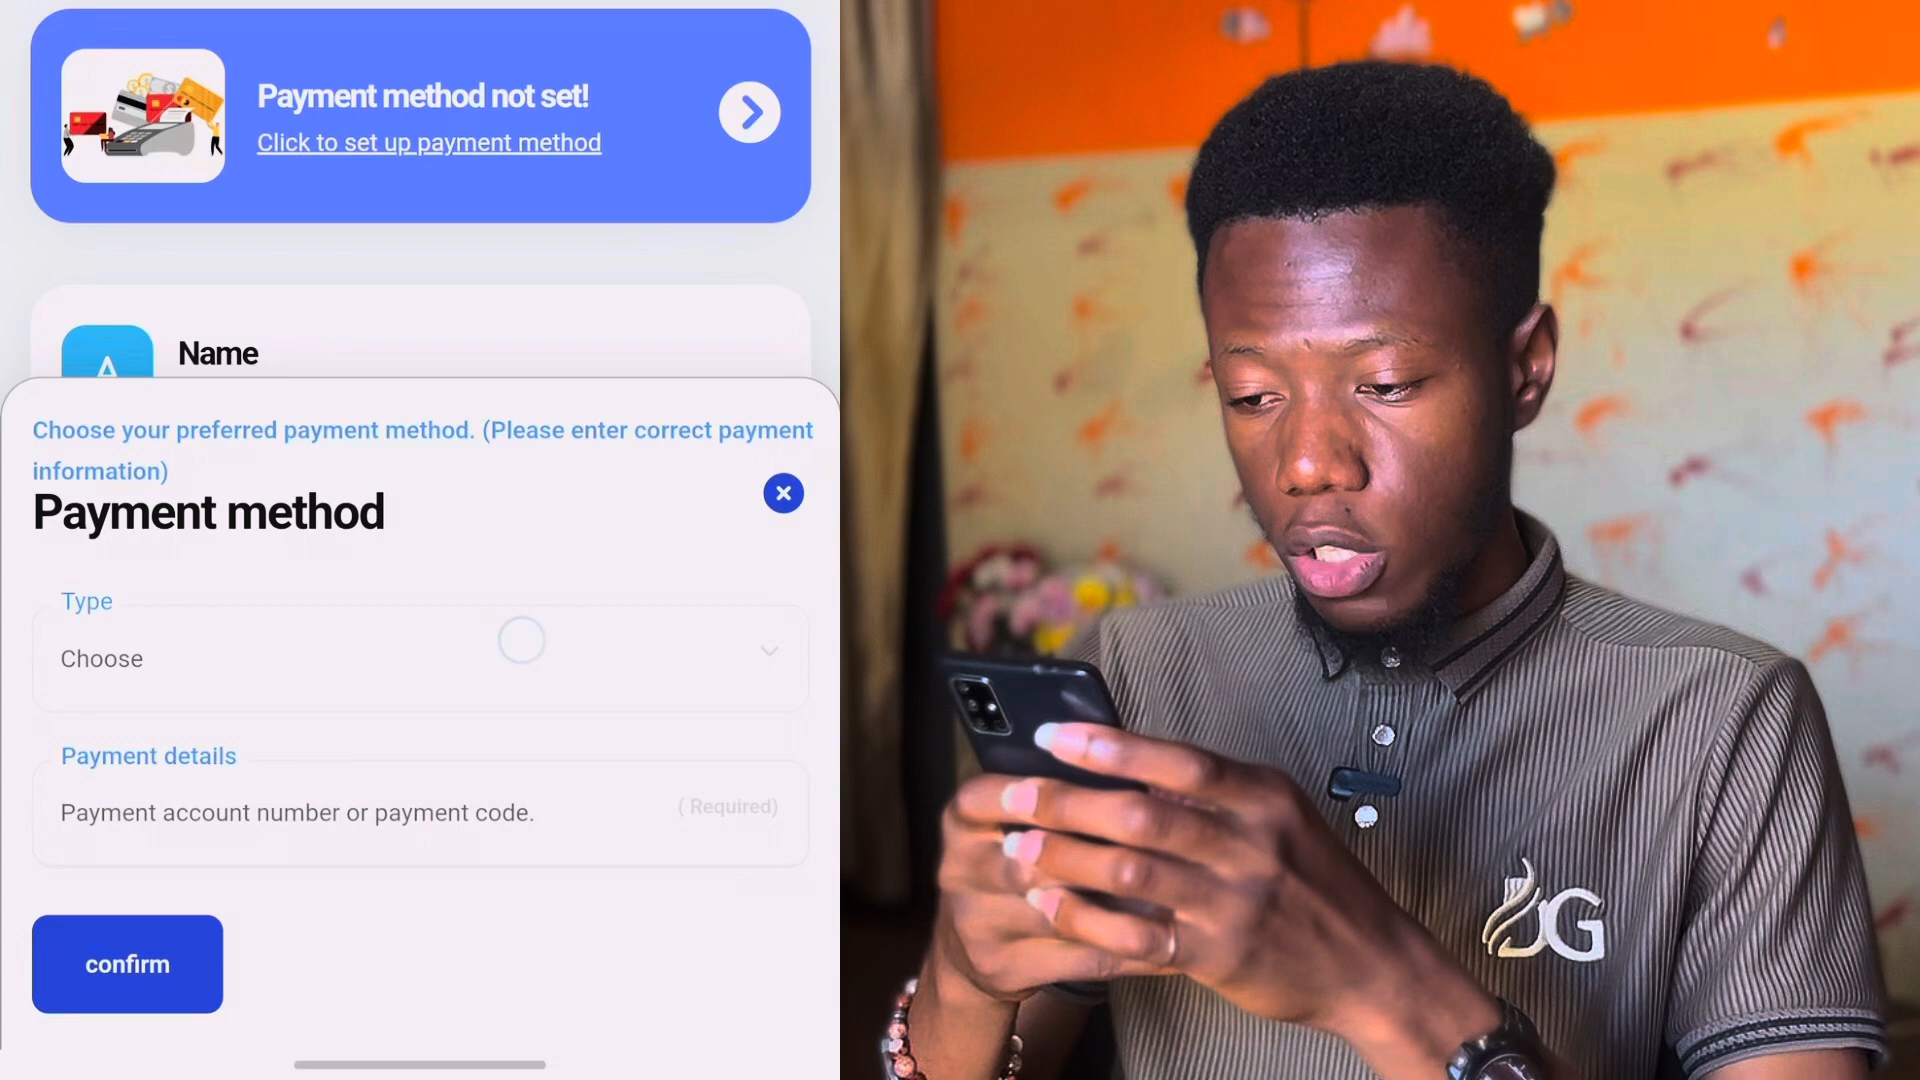 Payment method not set!
Click to set up payment method
A
Name
Choose your preferred payment method. (Please enter correct payment
information)
Payment method
Type
Choose
Payment details
Payment account number or payment code.
( Required)
confirm
JG